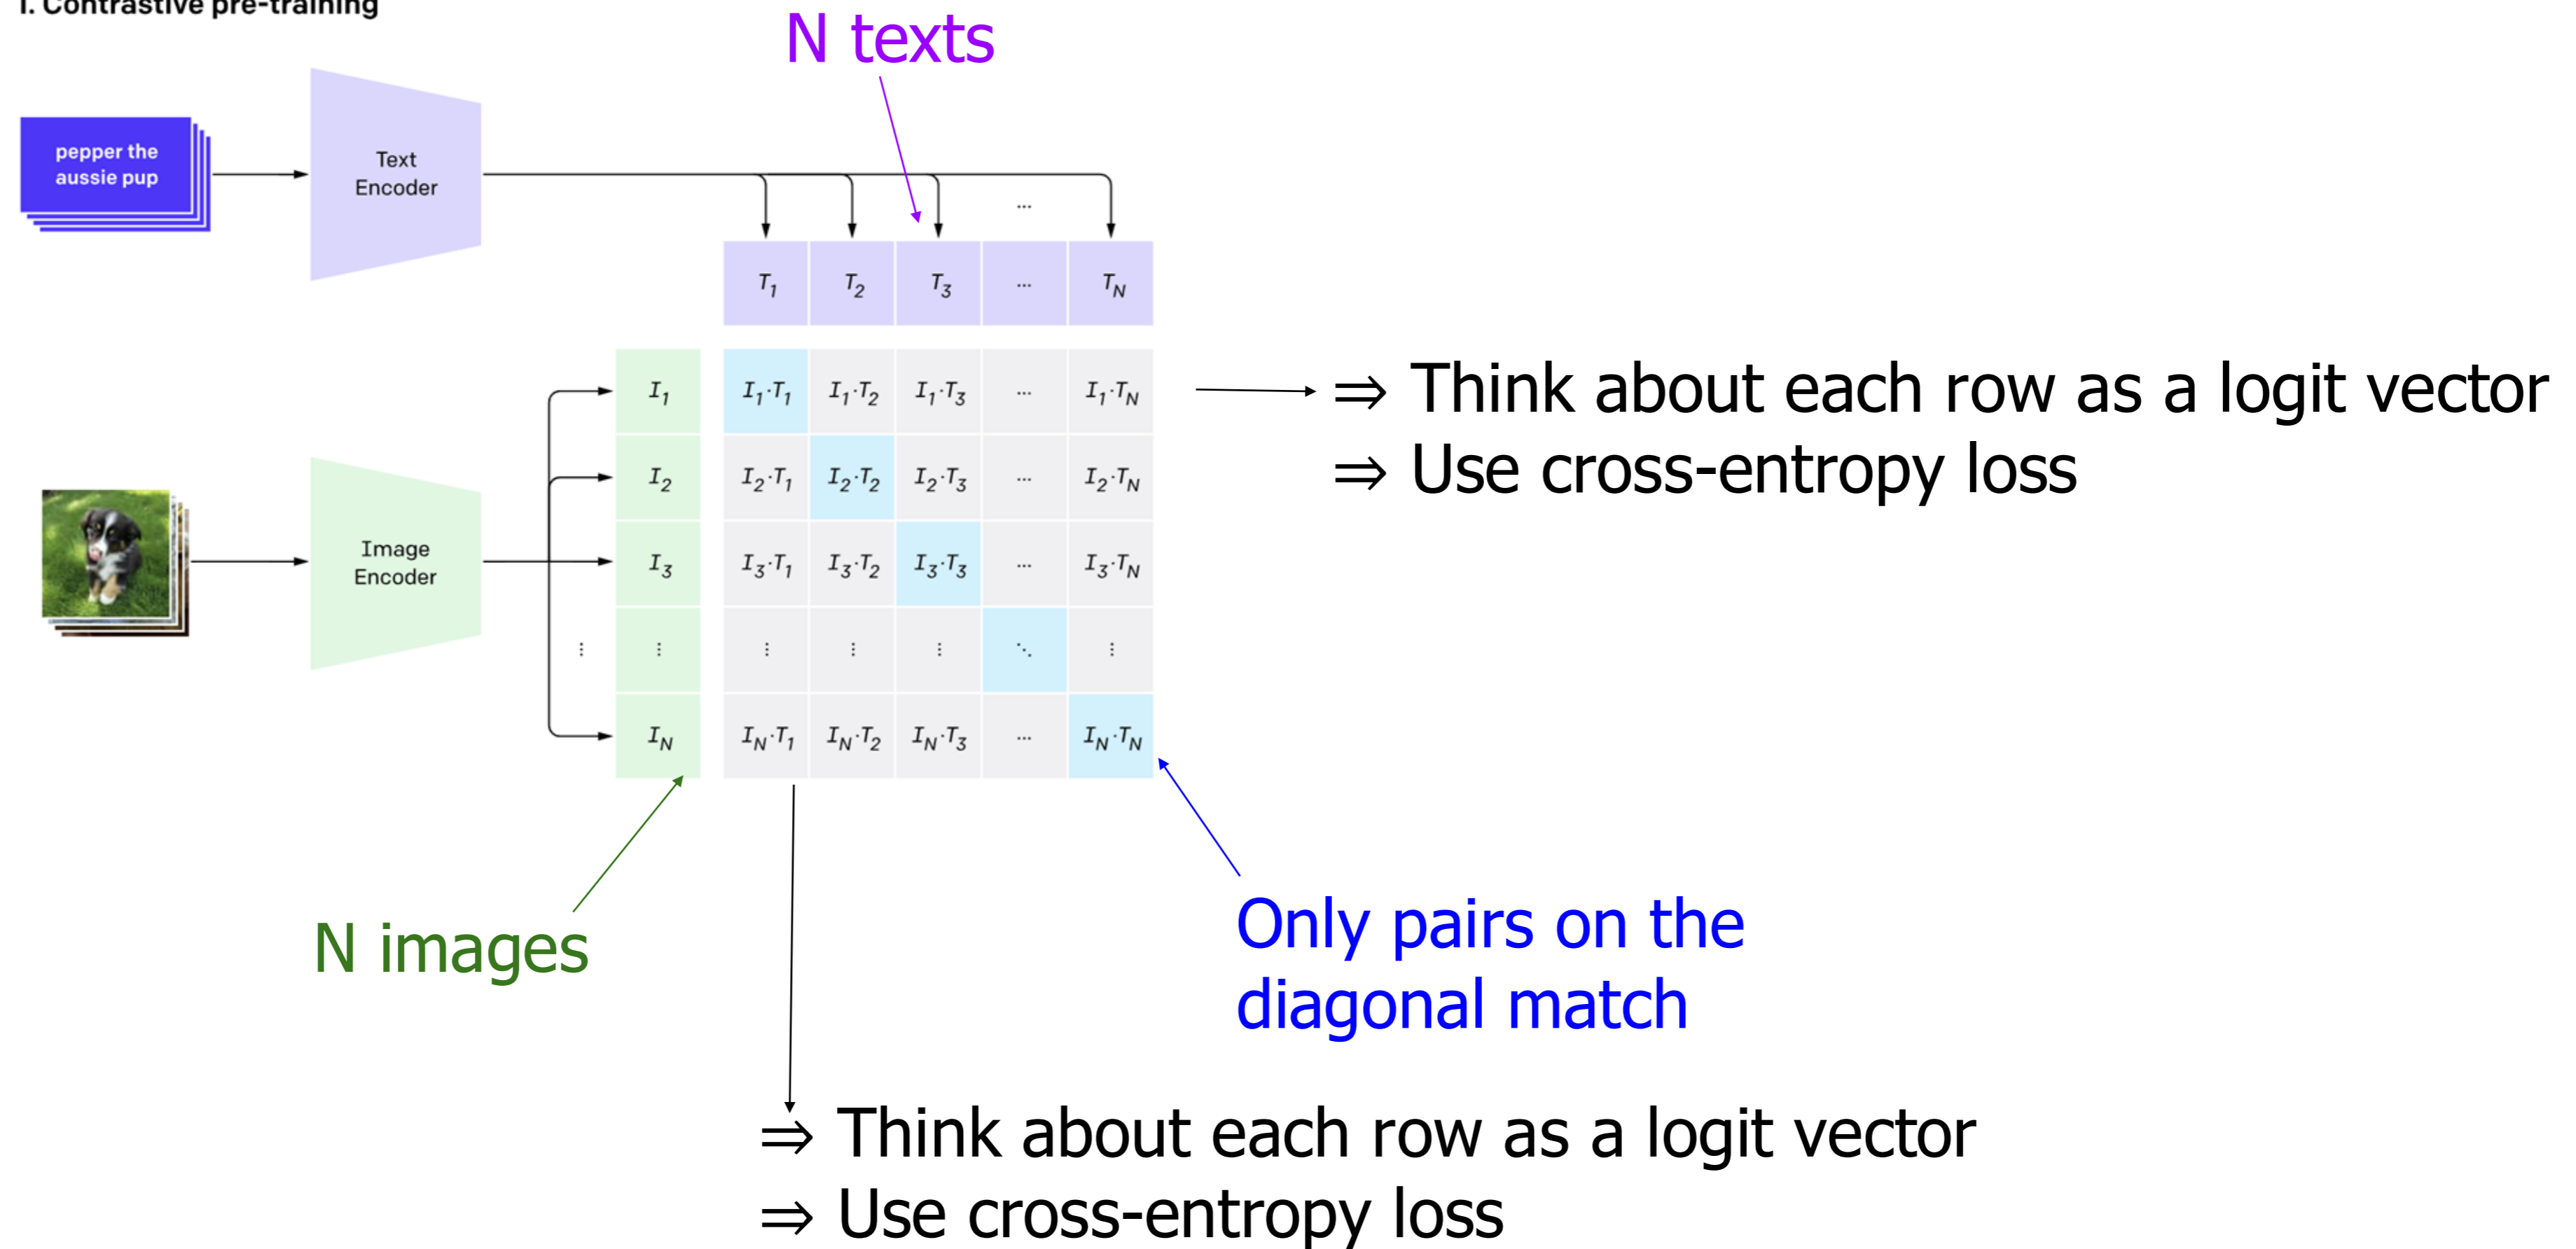 1. Contrastive pre-training
N texts
pepper the
aussie pup
Text
Encoder
...
T1 T2 T3 ... TN
I1 I1·T1 I1·T2 I1·T3 ... I1·TN
⇒ Think about each row as a logit vector
I2 I2·T1 I2·T2 I2·T3 ... I2·TN
⇒ Use cross-entropy loss
Image
Encoder
I3 I3·T1 I3·T2 I3·T3 ... I3·TN
⋮ ⋮ ⋮ ⋮ ⋮ ⋱ ⋮
IN IN·T1 IN·T2 IN·T3 ... IN·TN
N images
Only pairs on the
diagonal match
⇒ Think about each row as a logit vector
⇒ Use cross-entropy loss